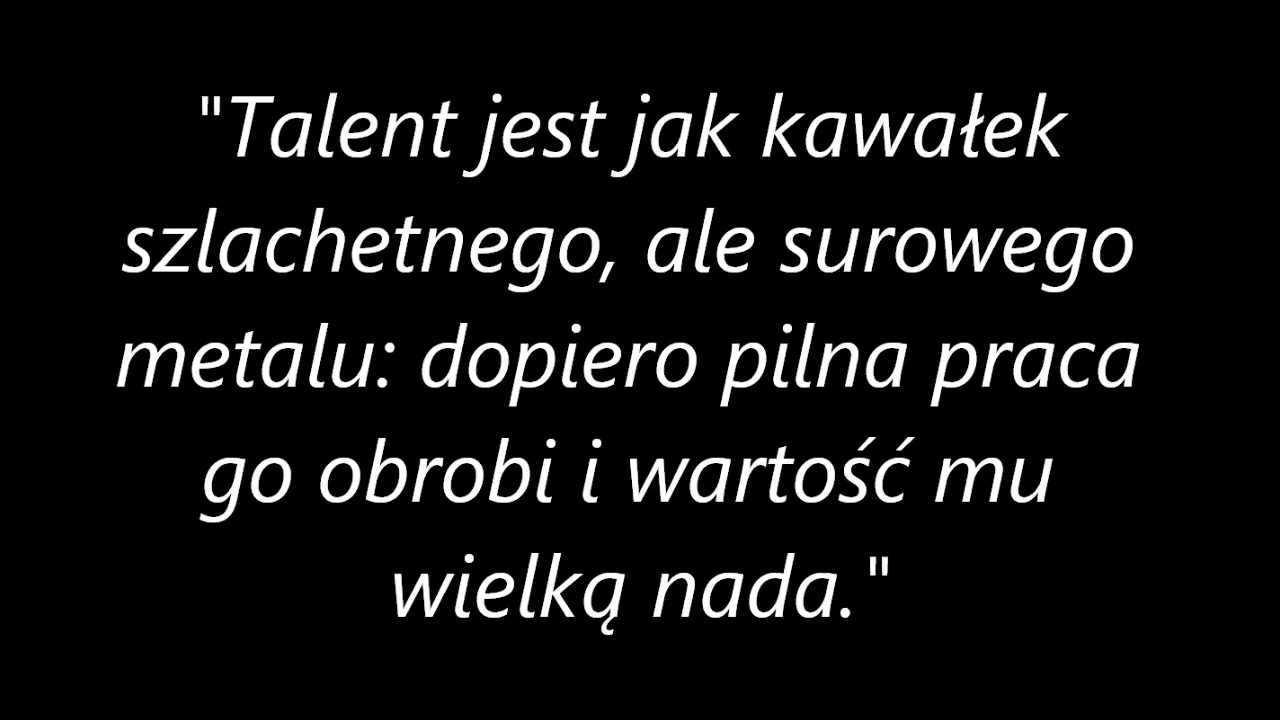 "Talent jest jak kawałek
szlachetnego, ale surowego
metalu: dopiero pilna praca
go obrobi i wartość mu
wielką nada."